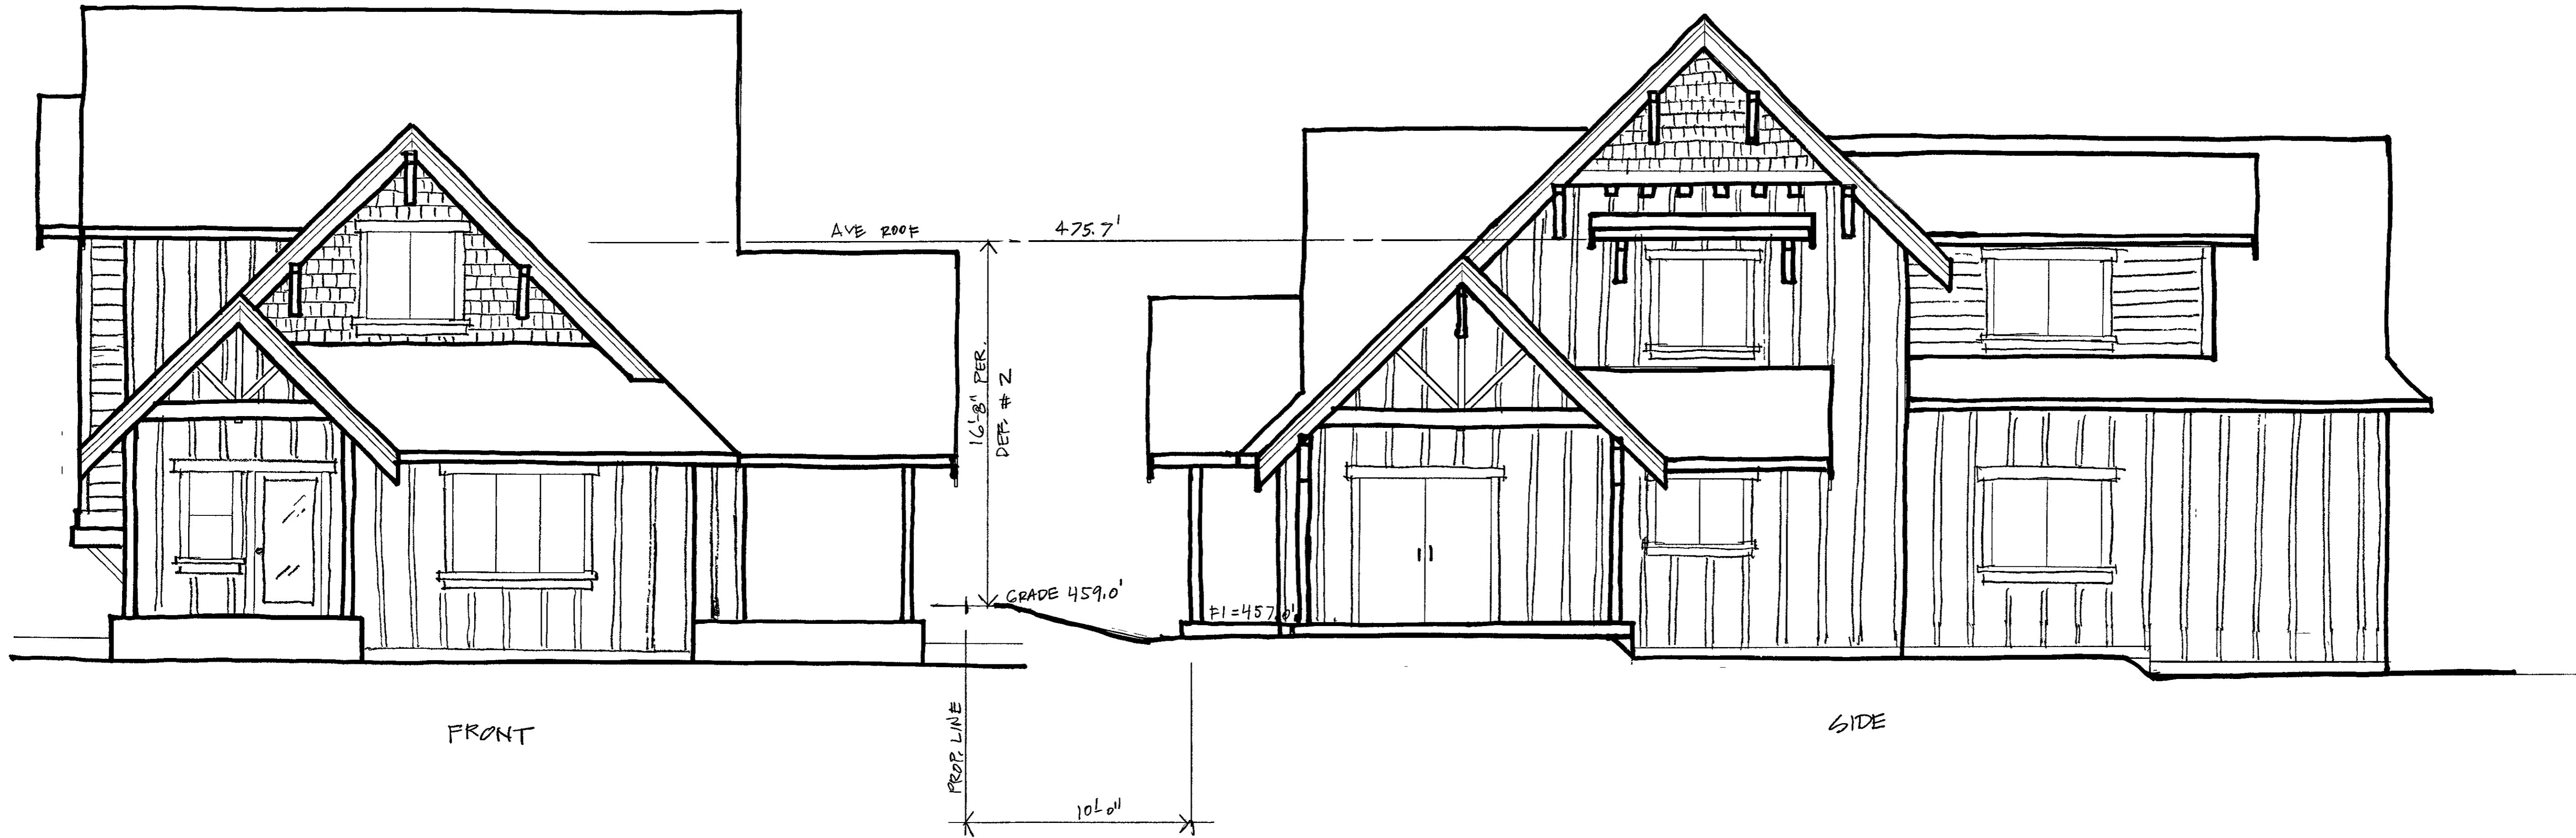 AVE ROOF 475.7'
16'-8" PER.
DEF. # 2
GRADE 459.0'
F1=457.0'
PROP. LINE
10'-0"
FRONT
SIDE